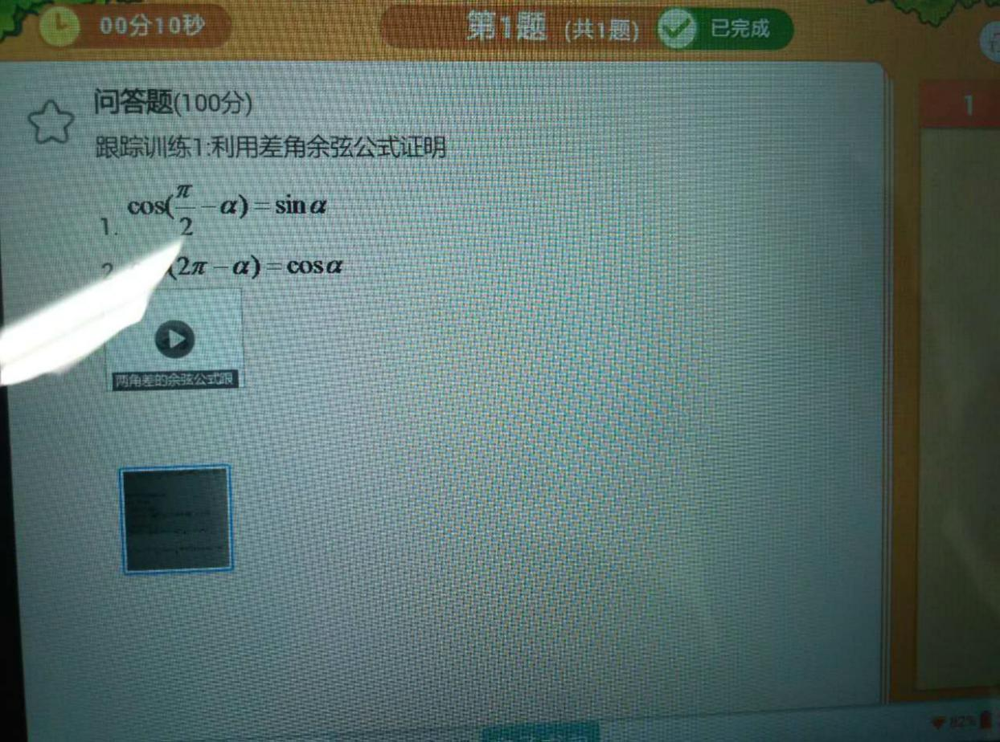 00分10秒
第1题 (共1题) 已完成
1
问答题(100分)
跟踪训练1:利用差角余弦公式证明
1. cos(π/2 − α) = sin α
(2π − α) = cos α
两角差的余弦公式跟
82%